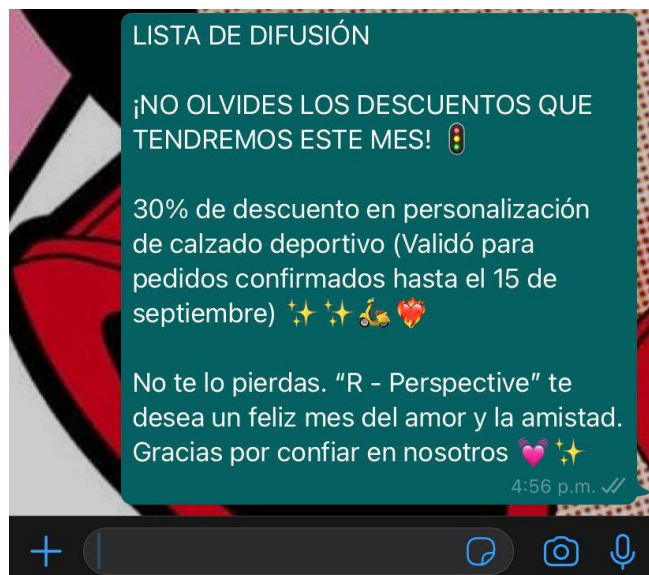 LISTA DE DIFUSIÓN
¡NO OLVIDES LOS DESCUENTOS QUE
TENDREMOS ESTE MES! 🚦
30% de descuento en personalización
de calzado deportivo (Validó para
pedidos confirmados hasta el 15 de
septiembre) ✨✨🛵❤️‍🔥
No te lo pierdas. “R - Perspective” te
desea un feliz mes del amor y la amistad.
Gracias por confiar en nosotros 💓✨
4:56 p.m.